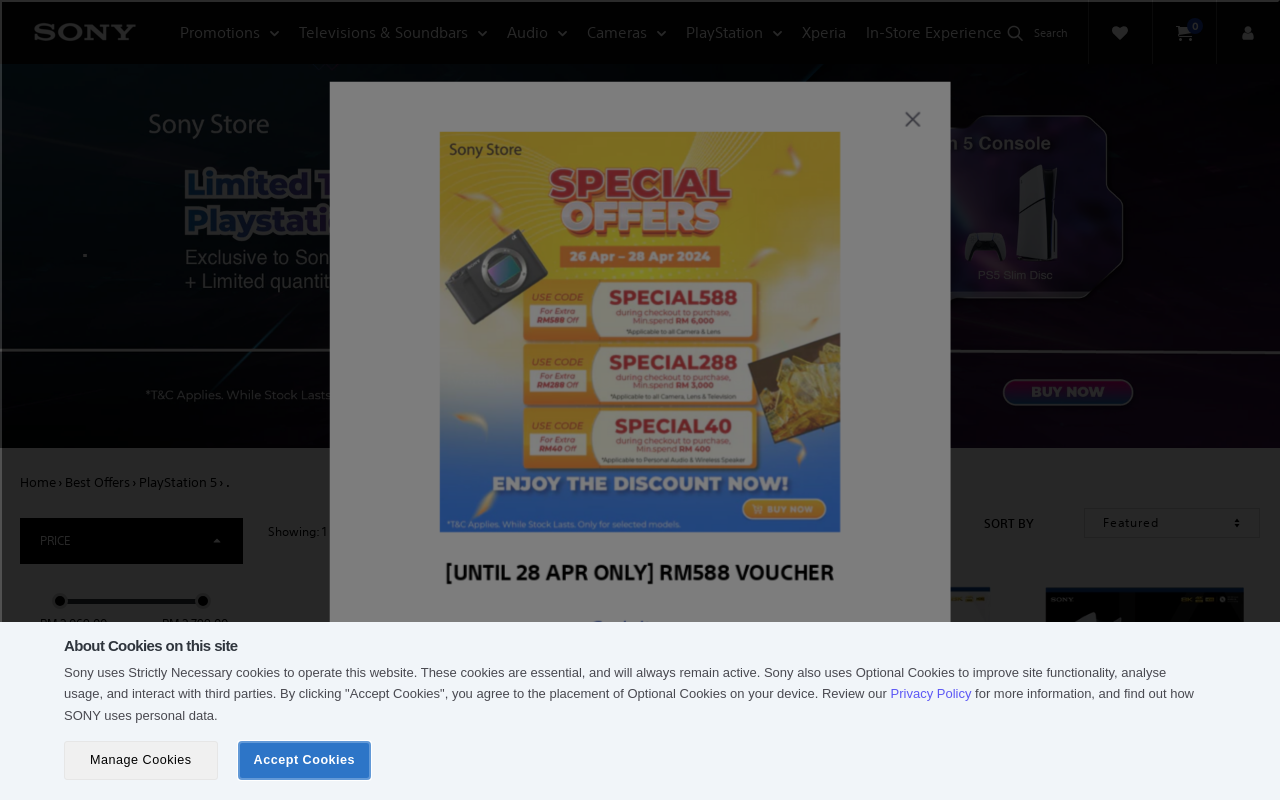 SONY
Promotions
Televisions & Soundbars
Audio
Cameras
PlayStation
Xperia
In-Store Experience
Search
0
Sony Store
Limited T
Playstatio
Exclusive to Son
+ Limited quantit
*T&C Applies. While Stock Lasts
n 5 Console
PS5 Slim Disc
BUY NOW
Sony Store
SPECIAL
OFFERS
26 Apr – 28 Apr 2024
USE CODE
For Extra
RM588 Off
SPECIAL588
during checkout to purchase,
Min.spend RM 6,000
*Applicable to all Camera & Lens
USE CODE
For Extra
RM288 Off
SPECIAL288
during checkout to purchase,
Min.spend RM 3,000
*Applicable to all Camera, Lens & Television
USE CODE
For Extra
RM40 Off
SPECIAL40
during checkout to purchase,
Min.spend RM 400
*Applicable to Personal Audio & Wireless Speaker
ENJOY THE DISCOUNT NOW!
BUY NOW
*T&C Applies. While Stock Lasts. Only for selected models.
[UNTIL 28 APR ONLY] RM588 VOUCHER
Home › Best Offers › PlayStation 5 › .
PRICE
Showing: 1
SORT BY
Featured
SONY
About Cookies on this site
Sony uses Strictly Necessary cookies to operate this website. These cookies are essential, and will always remain active. Sony also uses Optional Cookies to improve site functionality, analyse
usage, and interact with third parties. By clicking "Accept Cookies", you agree to the placement of Optional Cookies on your device. Review our Privacy Policy for more information, and find out how
SONY uses personal data.
Manage Cookies
Accept Cookies